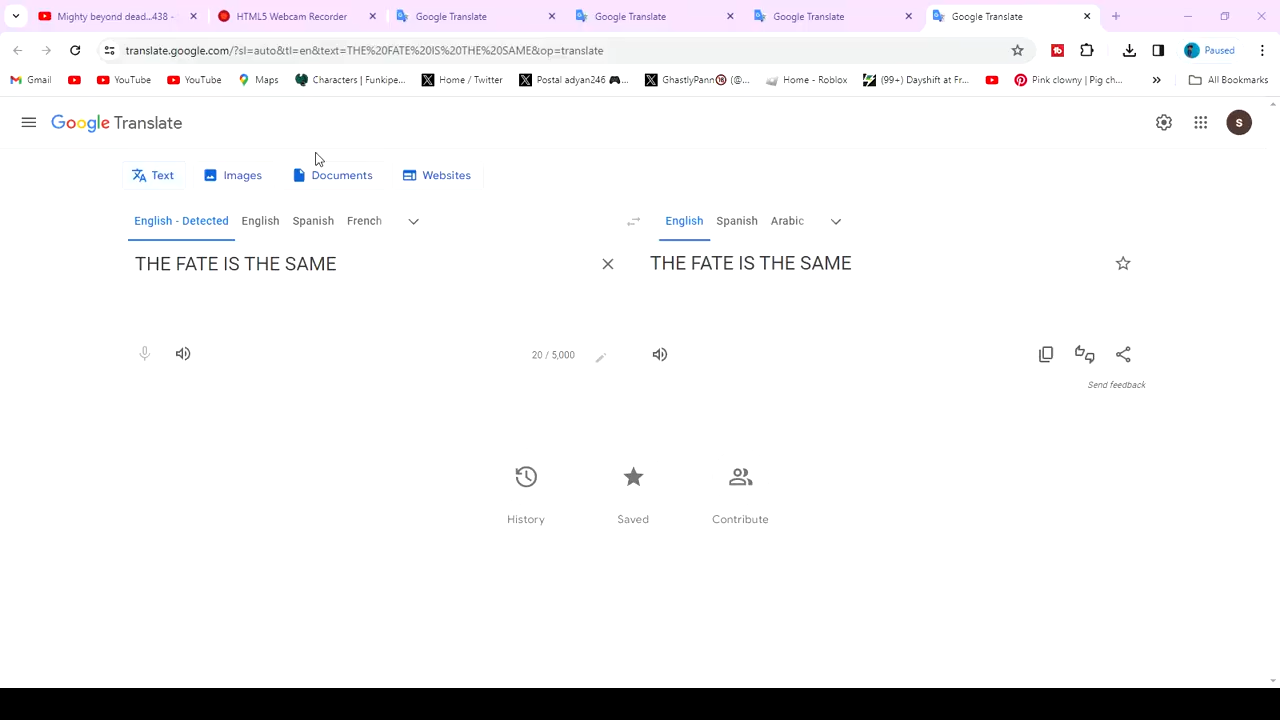 Mighty beyond dead...438 -
HTML5 Webcam Recorder
Google Translate
Google Translate
Google Translate
Google Translate
translate.google.com/?sl=auto&tl=en&text=THE%20FATE%20IS%20THE%20SAME&op=translate
Paused
Gmail
YouTube
YouTube
Maps
Characters | Funkipe...
Home / Twitter
Postal adyan246 🎮...
GhastlyPann🔞 (@...
Home - Roblox
(99+) Dayshift at Fr...
Pink clowny | Pig ch...
All Bookmarks
Google Translate
s
Text
Images
Documents
Websites
English - Detected
English
Spanish
French
English
Spanish
Arabic
THE FATE IS THE SAME
THE FATE IS THE SAME
20 / 5,000
Send feedback
History
Saved
Contribute